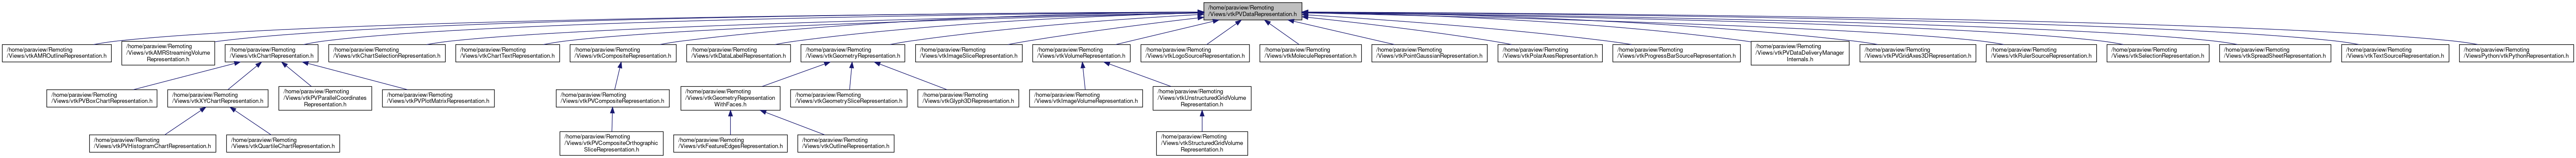 /home/paraview/Remoting
/Views/vtkPVDataRepresentation.h
/home/paraview/Remoting
/Views/vtkAMROutlineRepresentation.h
/home/paraview/Remoting
/Views/vtkAMRStreamingVolume
Representation.h
/home/paraview/Remoting
/Views/vtkChartRepresentation.h
/home/paraview/Remoting
/Views/vtkChartSelectionRepresentation.h
/home/paraview/Remoting
/Views/vtkChartTextRepresentation.h
/home/paraview/Remoting
/Views/vtkCompositeRepresentation.h
/home/paraview/Remoting
/Views/vtkDataLabelRepresentation.h
/home/paraview/Remoting
/Views/vtkGeometryRepresentation.h
/home/paraview/Remoting
/Views/vtkImageSliceRepresentation.h
/home/paraview/Remoting
/Views/vtkVolumeRepresentation.h
/home/paraview/Remoting
/Views/vtkLogoSourceRepresentation.h
/home/paraview/Remoting
/Views/vtkMoleculeRepresentation.h
/home/paraview/Remoting
/Views/vtkPointGaussianRepresentation.h
/home/paraview/Remoting
/Views/vtkPolarAxesRepresentation.h
/home/paraview/Remoting
/Views/vtkProgressBarSourceRepresentation.h
/home/paraview/Remoting
/Views/vtkPVDataDeliveryManager
Internals.h
/home/paraview/Remoting
/Views/vtkPVGridAxes3DRepresentation.h
/home/paraview/Remoting
/Views/vtkRulerSourceRepresentation.h
/home/paraview/Remoting
/Views/vtkSelectionRepresentation.h
/home/paraview/Remoting
/Views/vtkSpreadSheetRepresentation.h
/home/paraview/Remoting
/Views/vtkTextSourceRepresentation.h
/home/paraview/Remoting
/ViewsPython/vtkPythonRepresentation.h
/home/paraview/Remoting
/Views/vtkPVBoxChartRepresentation.h
/home/paraview/Remoting
/Views/vtkXYChartRepresentation.h
/home/paraview/Remoting
/Views/vtkPVParallelCoordinates
Representation.h
/home/paraview/Remoting
/Views/vtkPVPlotMatrixRepresentation.h
/home/paraview/Remoting
/Views/vtkPVCompositeRepresentation.h
/home/paraview/Remoting
/Views/vtkGeometryRepresentation
WithFaces.h
/home/paraview/Remoting
/Views/vtkGeometrySliceRepresentation.h
/home/paraview/Remoting
/Views/vtkGlyph3DRepresentation.h
/home/paraview/Remoting
/Views/vtkImageVolumeRepresentation.h
/home/paraview/Remoting
/Views/vtkUnstructuredGridVolume
Representation.h
/home/paraview/Remoting
/Views/vtkPVHistogramChartRepresentation.h
/home/paraview/Remoting
/Views/vtkQuartileChartRepresentation.h
/home/paraview/Remoting
/Views/vtkPVCompositeOrthographic
SliceRepresentation.h
/home/paraview/Remoting
/Views/vtkFeatureEdgesRepresentation.h
/home/paraview/Remoting
/Views/vtkOutlineRepresentation.h
/home/paraview/Remoting
/Views/vtkStructuredGridVolume
Representation.h